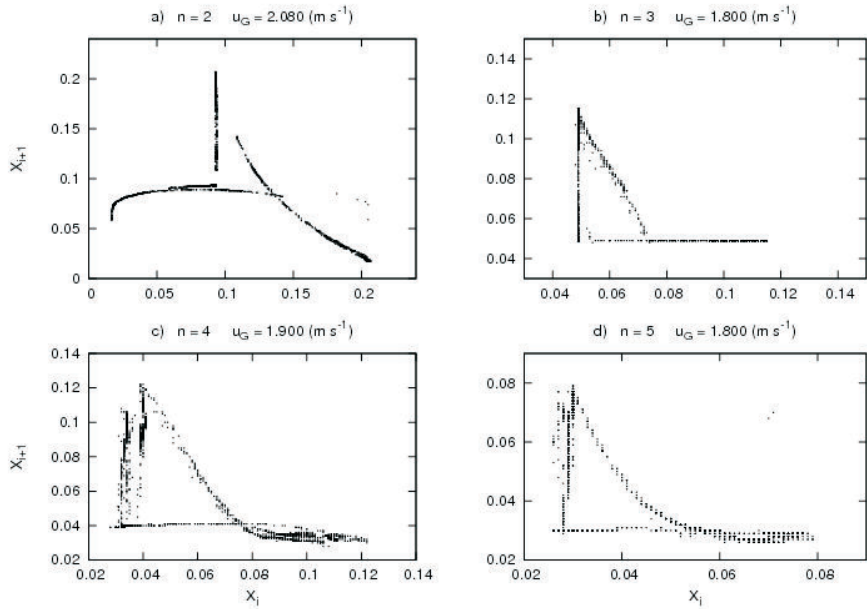 a) n = 2 u_G = 2.080 (m s⁻¹)
b) n = 3 u_G = 1.800 (m s⁻¹)
X_{i+1}
0.2
0.15
0.1
0.05
0
0 0.05 0.1 0.15 0.2
0.14
0.12
0.1
0.08
0.06
0.04
0.04 0.06 0.08 0.1 0.12 0.14
c) n = 4 u_G = 1.900 (m s⁻¹)
d) n = 5 u_G = 1.800 (m s⁻¹)
X_{i+1}
0.14
0.12
0.1
0.08
0.06
0.04
0.02
0.02 0.04 0.06 0.08 0.1 0.12 0.14
X_i
0.08
0.06
0.04
0.02
0.02 0.04 0.06 0.08
X_i